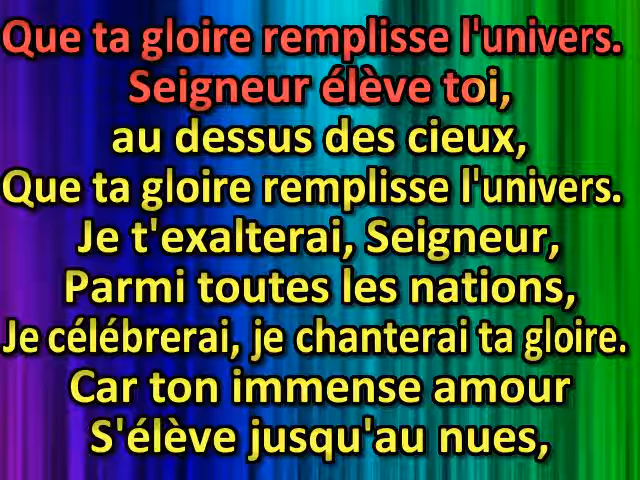 Que ta gloire remplisse l'univers.
Seigneur élève toi,
au dessus des cieux,
Que ta gloire remplisse l'univers.
Je t'exalterai, Seigneur,
Parmi toutes les nations,
Je célébrerai, je chanterai ta gloire.
Car ton immense amour
S'élève jusqu'au nues,